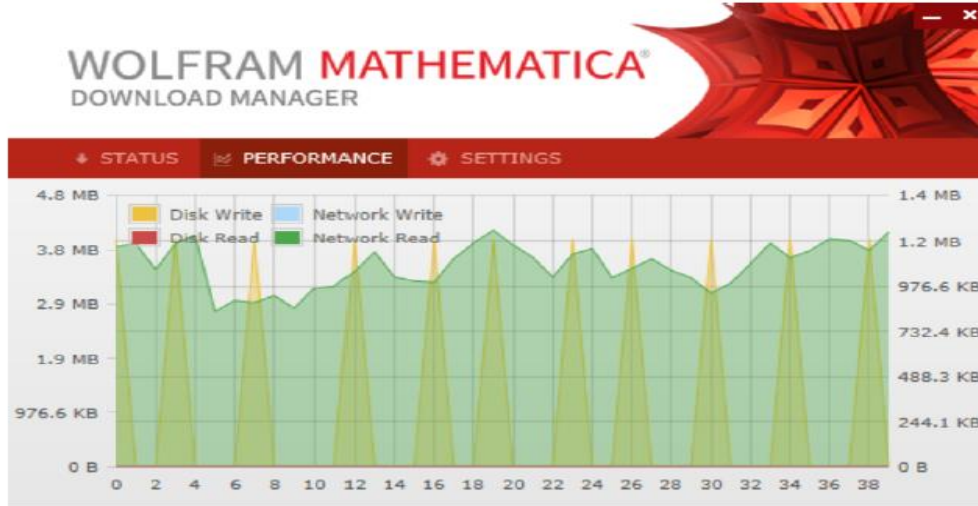 WOLFRAM MATHEMATICA®
DOWNLOAD MANAGER
STATUS PERFORMANCE SETTINGS
4.8 MB 1.4 MB
Disk Write Network Write
Disk Read Network Read
3.8 MB 1.2 MB
2.9 MB 976.6 KB
1.9 MB 732.4 KB
488.3 KB
976.6 KB 244.1 KB
0 B 0 B
0 2 4 6 8 10 12 14 16 18 20 22 24 26 28 30 32 34 36 38